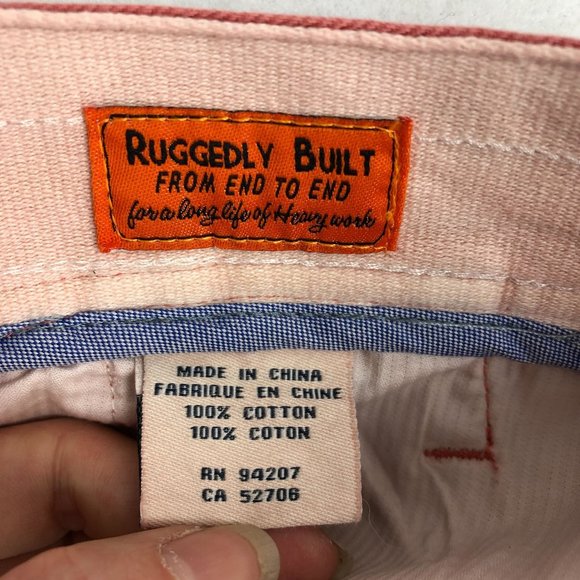 RUGGEDLY BUILT
FROM END TO END
for a long life of Heavy work
MADE IN CHINA
FABRIQUE EN CHINE
100% COTTON
100% COTON
RN 94207
CA 52706